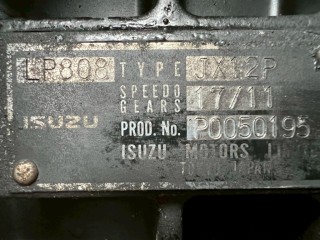 LP808 TYPE JX12P
SPEEDO GEARS 17/11
ISUZU PROD. No. P0050195
ISUZU MOTORS